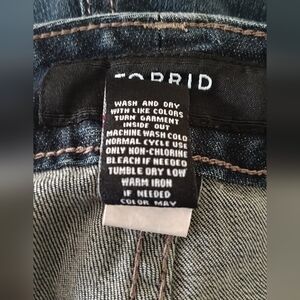 TORRID
WASH AND DRY
WITH LIKE COLORS
TURN GARMENT
INSIDE OUT
MACHINE WASH COLD
NORMAL CYCLE USE
ONLY NON-CHLORINE
BLEACH IF NEEDED
TUMBLE DRY LOW
WARM IRON
IF NEEDED
COLOR MAY